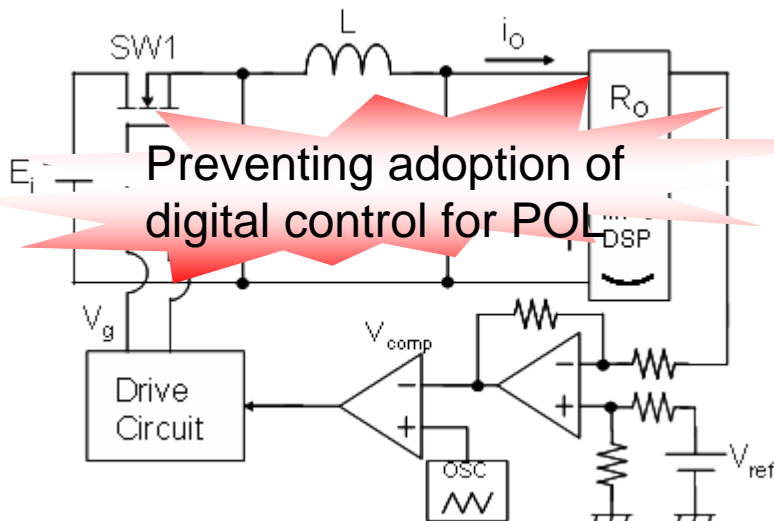 SW1
L
io
Ro
Ei
Preventing adoption of
digital control for POL
DSP
Vg
Vcomp
Drive
Circuit
OSC
Vref